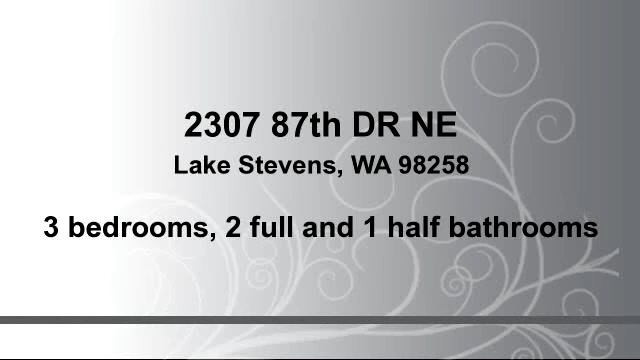 2307 87th DR NE
Lake Stevens, WA 98258
3 bedrooms, 2 full and 1 half bathrooms